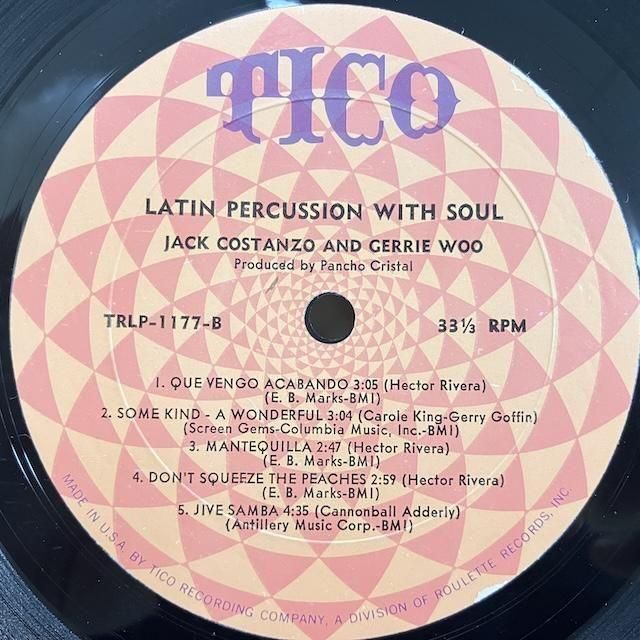 TICO
LATIN PERCUSSION WITH SOUL
JACK COSTANZO AND GERRIE WOO
Produced by Pancho Cristal
TRLP-1177-B
33⅓ RPM
1. QUE VENGO ACABANDO 3:05 (Hector Rivera)
(E. B. Marks-BMI)
2. SOME KIND - A WONDERFUL 3:04 (Carole King-Gerry Goffin)
(Screen Gems-Columbia Music, Inc.-BMI)
3. MANTEQUILLA 2:47 (Hector Rivera)
(E. B. Marks-BMI)
4. DON'T SQUEEZE THE PEACHES 2:59 (Hector Rivera)
(E. B. Marks-BMI)
5. JIVE SAMBA 4:35 (Cannonball Adderly)
(Antillery Music Corp.-BMI)
MADE IN U.S.A. BY TICO RECORDING COMPANY, A DIVISION OF ROULETTE RECORDS, INC.